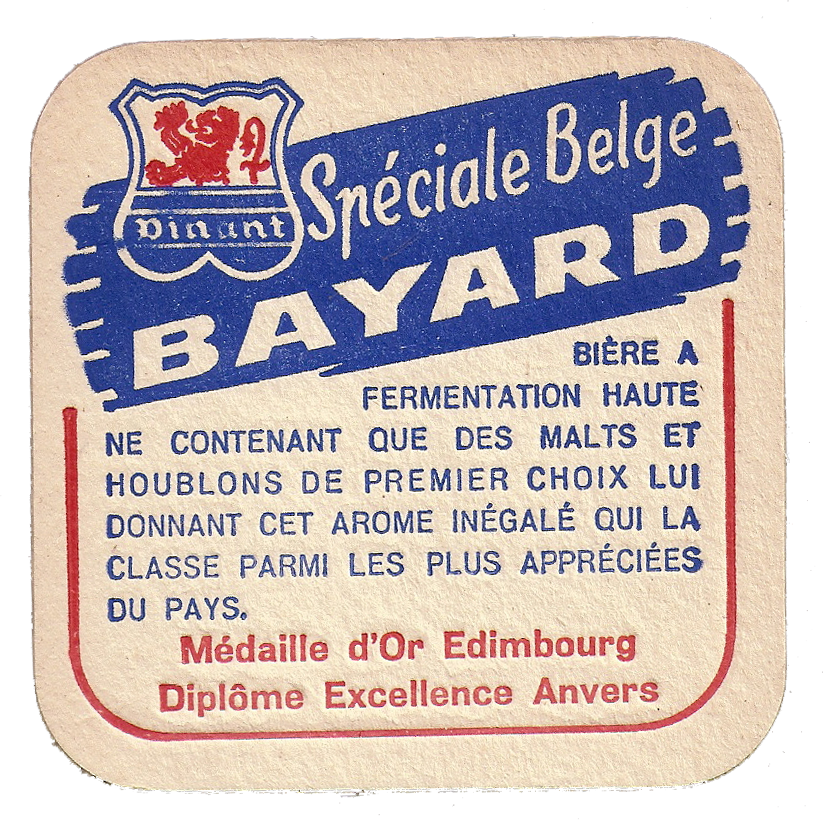 Dinant
Spéciale Belge
BAYARD
BIÈRE A
FERMENTATION HAUTE
NE CONTENANT QUE DES MALTS ET
HOUBLONS DE PREMIER CHOIX LUI
DONNANT CET AROME INÉGALÉ QUI LA
CLASSE PARMI LES PLUS APPRÉCIÉES
DU PAYS.
Médaille d'Or Edimbourg
Diplôme Excellence Anvers